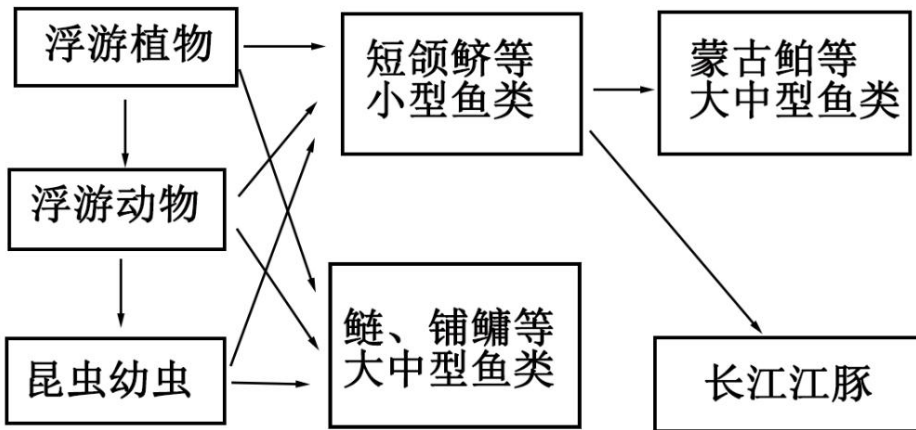 浮游植物
短颌鲚等
小型鱼类
蒙古鲌等
大中型鱼类
浮游动物
鲢、铺鳙等
大中型鱼类
昆虫幼虫
长江江豚